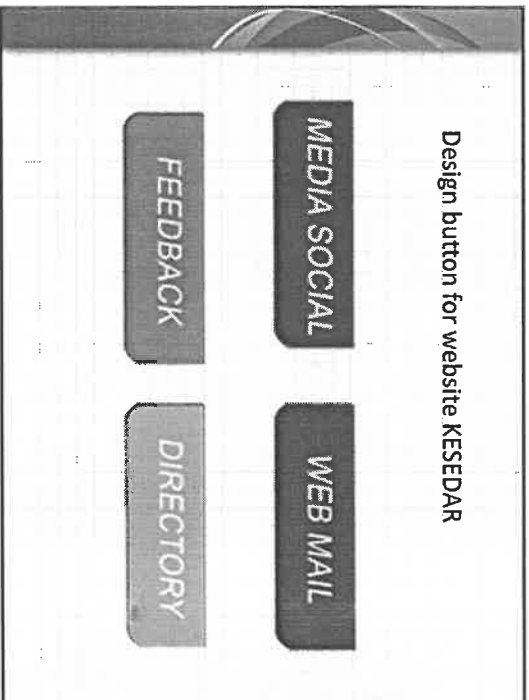 Design button for website KESEDAR
MEDIA SOCIAL
WEB MAIL
FEEDBACK
DIRECTORY